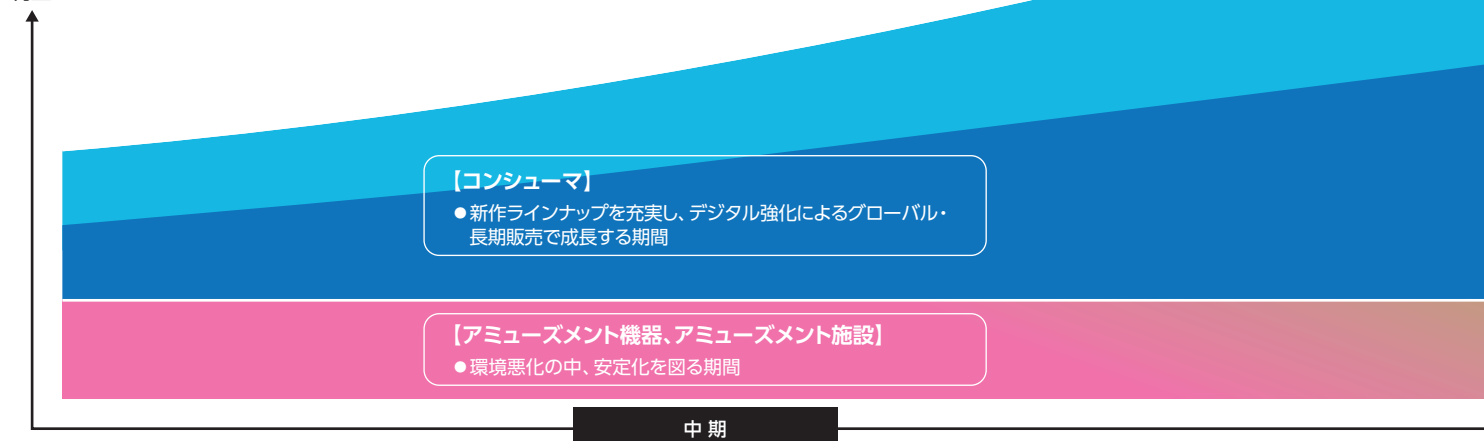 【コンシューマ】
●新作ラインナップを充実し、デジタル強化によるグローバル・
長期販売で成長する期間
【アミューズメント機器、アミューズメント施設】
●環境悪化の中、安定化を図る期間
中期